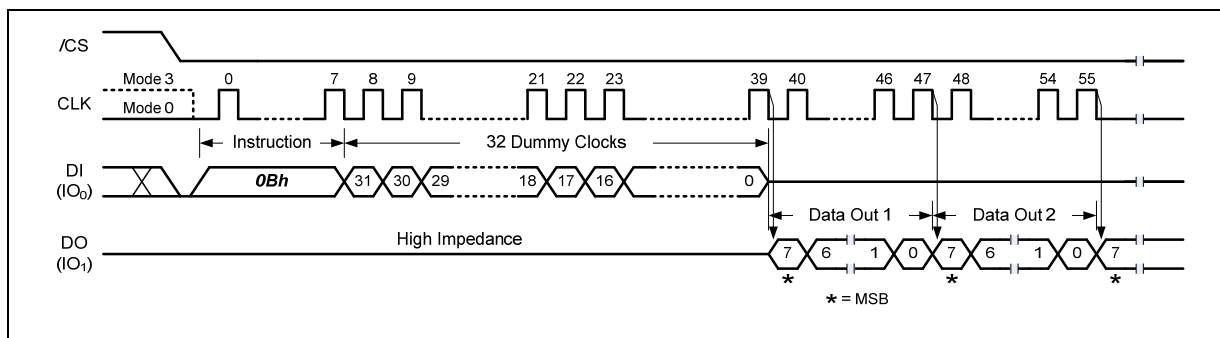 /CS
Mode 3 0 7 8 9 21 22 23 39 40 46 47 48 54 55
CLK
Mode 0
Instruction 32 Dummy Clocks
DI
(IO0)
0Bh 31 30 29 18 17 16 0
Data Out 1 Data Out 2
High Impedance
DO
(IO1)
7 6 1 0 7 6 1 0 7
* * *
* = MSB